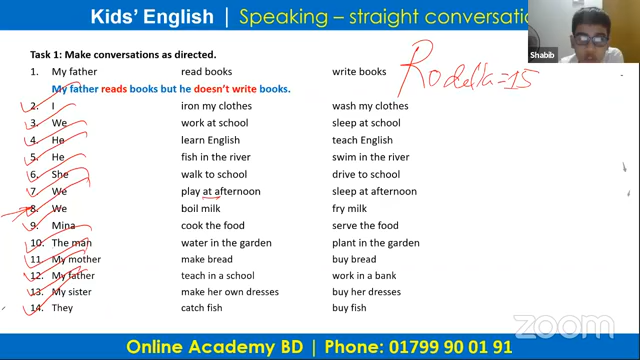 Kids' English | Speaking – straight conversatio
Shabib
Task 1: Make conversations as directed.
1. My father read books write books
My father reads books but he doesn't write books.
Rodella=15
2. I iron my clothes wash my clothes
3. We work at school sleep at school
4. He learn English teach English
5. He fish in the river swim in the river
6. She walk to school drive to school
7. We play at afternoon sleep at afternoon
8. We boil milk fry milk
9. Mina cook the food serve the food
10. The man water in the garden plant in the garden
11. My mother make bread buy bread
12. My father teach in a school work in a bank
13. My sister make her own dresses buy her dresses
14. They catch fish buy fish
zoom
Online Academy BD | Phone: 01799 90 01 91